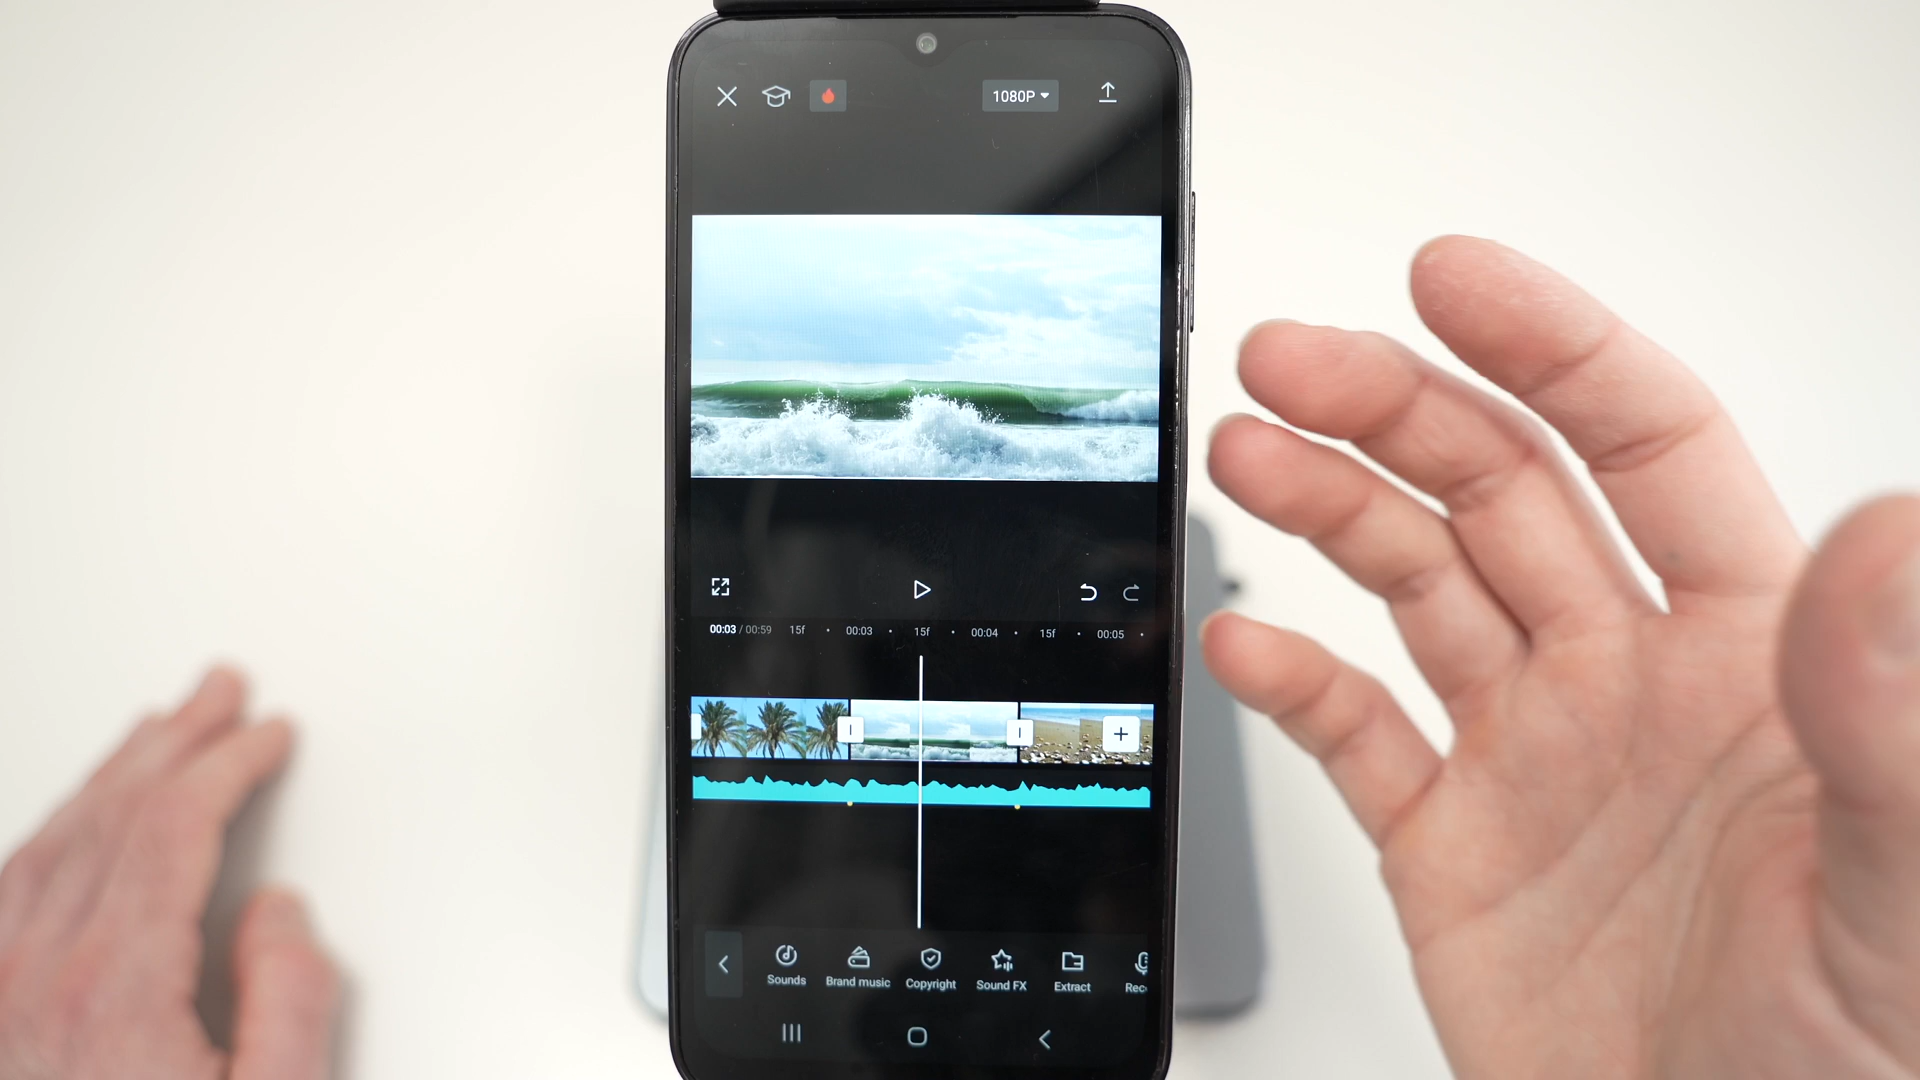 1080P
00:03 / 00:59 15f 00:03 15f 00:04 15f 00:05
Sounds Brand music Copyright Sound FX Extract Rec